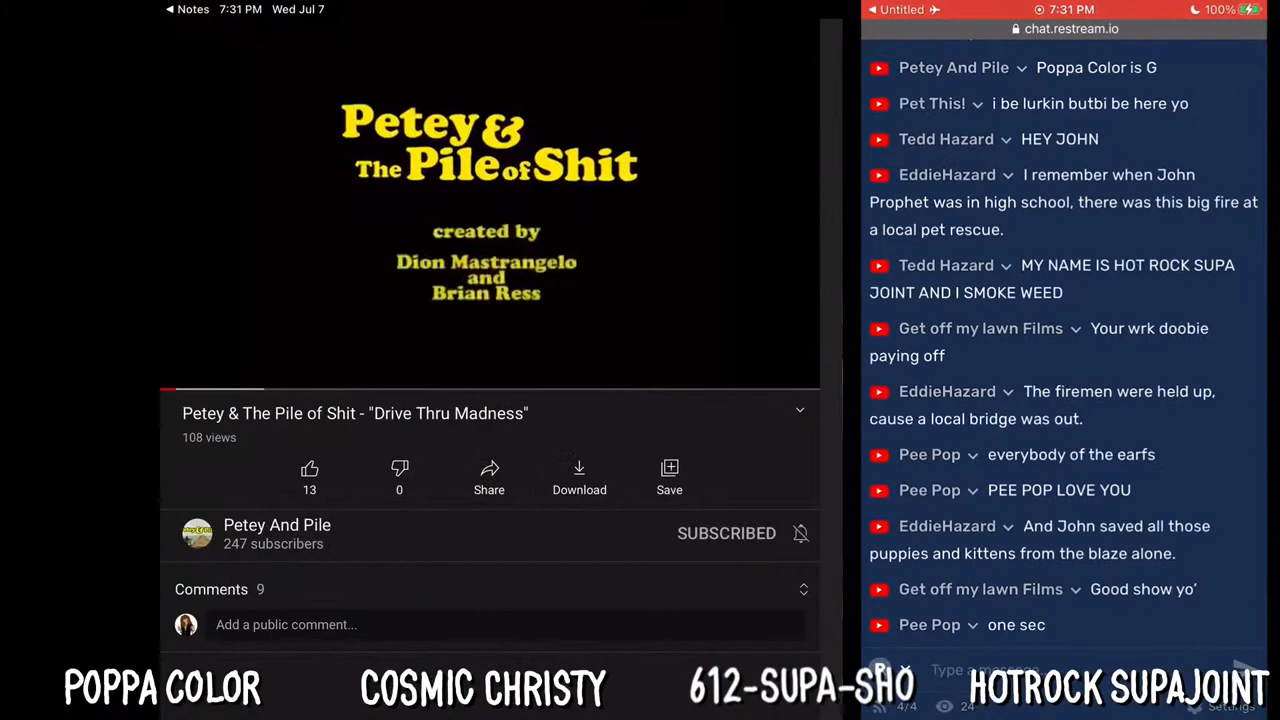 Notes 7:31 PM Wed Jul 7
Petey &
The Pile of Shit
created by
Dion Mastrangelo
and
Brian Ress
Petey & The Pile of Shit - "Drive Thru Madness"
108 views
13 0 Share Download Save
Petey And Pile
247 subscribers
SUBSCRIBED
Comments 9
Add a public comment...
Untitled 7:31 PM 100%
chat.restream.io
Petey And Pile Poppa Color is G
Pet This! i be lurkin butbi be here yo
Tedd Hazard HEY JOHN
EddieHazard I remember when John
Prophet was in high school, there was this big fire at
a local pet rescue.
Tedd Hazard MY NAME IS HOT ROCK SUPA
JOINT AND I SMOKE WEED
Get off my lawn Films Your wrk doobie
paying off
EddieHazard The firemen were held up,
cause a local bridge was out.
Pee Pop everybody of the earfs
Pee Pop PEE POP LOVE YOU
EddieHazard And John saved all those
puppies and kittens from the blaze alone.
Get off my lawn Films Good show yo'
Pee Pop one sec
Type a message
4/4 24 Settings
POPPA COLOR COSMIC CHRISTY 612-SUPA-SHO HOTROCK SUPAJOINT